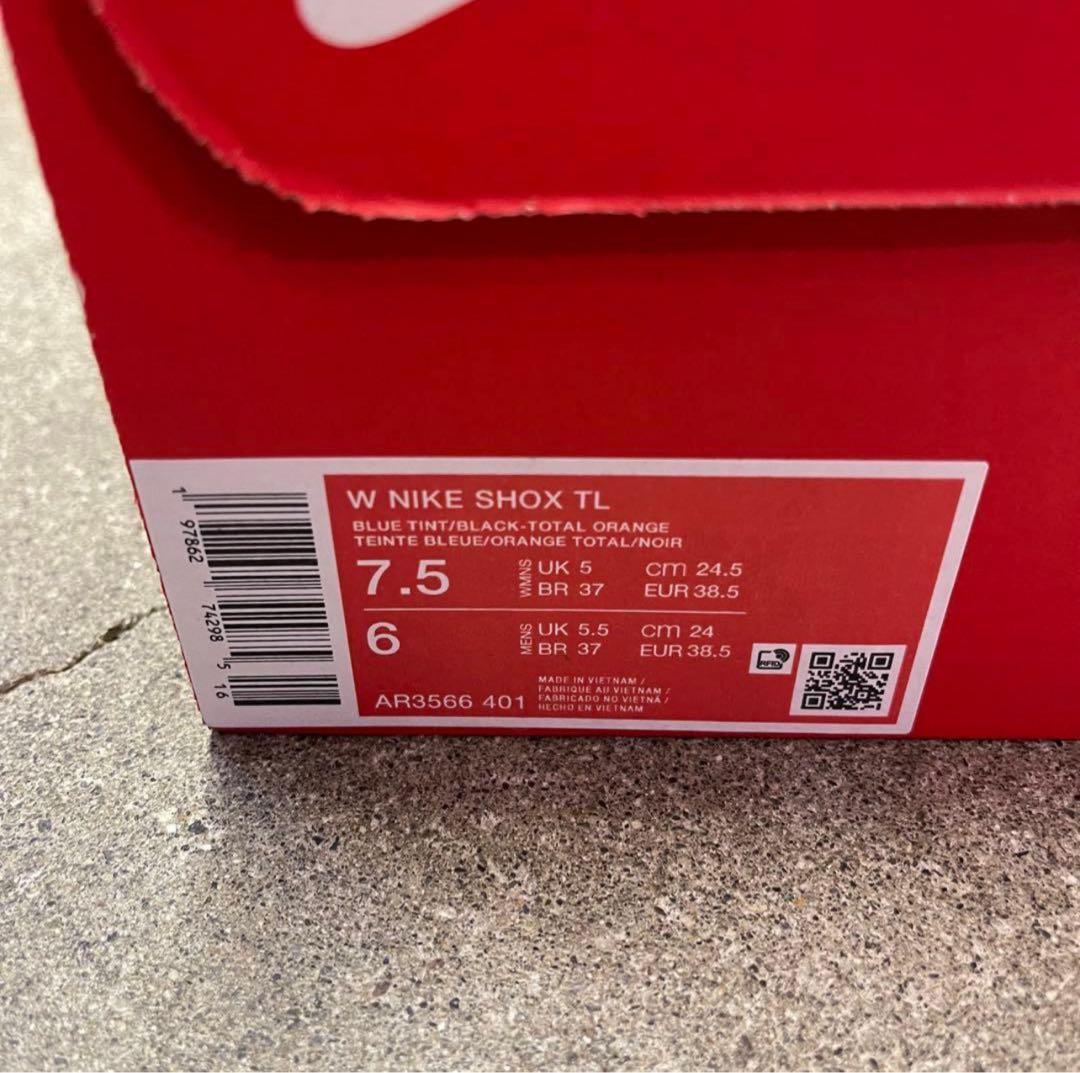 W NIKE SHOX TL
BLUE TINT/BLACK-TOTAL ORANGE
TEINTE BLEUE/ORANGE TOTAL/NOIR
7.5 WMNS UK 5 cm 24.5
BR 37 EUR 38.5
6 MENS UK 5.5 cm 24
BR 37 EUR 38.5
RFID
AR3566 401
MADE IN VIETNAM /
FABRIQUE AU VIETNAM /
FABRICADO NO VIETNÃ /
HECHO EN VIETNAM
1 97862 74298 5 16